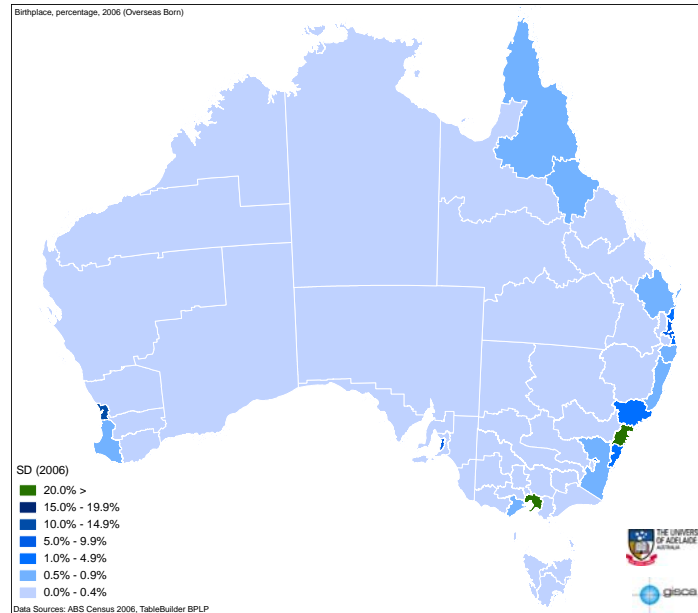 Birthplace, percentage, 2006 (Overseas Born)
SD (2006)
20.0% >
15.0% - 19.9%
10.0% - 14.9%
5.0% - 9.9%
1.0% - 4.9%
0.5% - 0.9%
0.0% - 0.4%
THE UNIVERSITY
OF ADELAIDE
AUSTRALIA
gisca
Data Sources: ABS Census 2006, TableBuilder BPLP